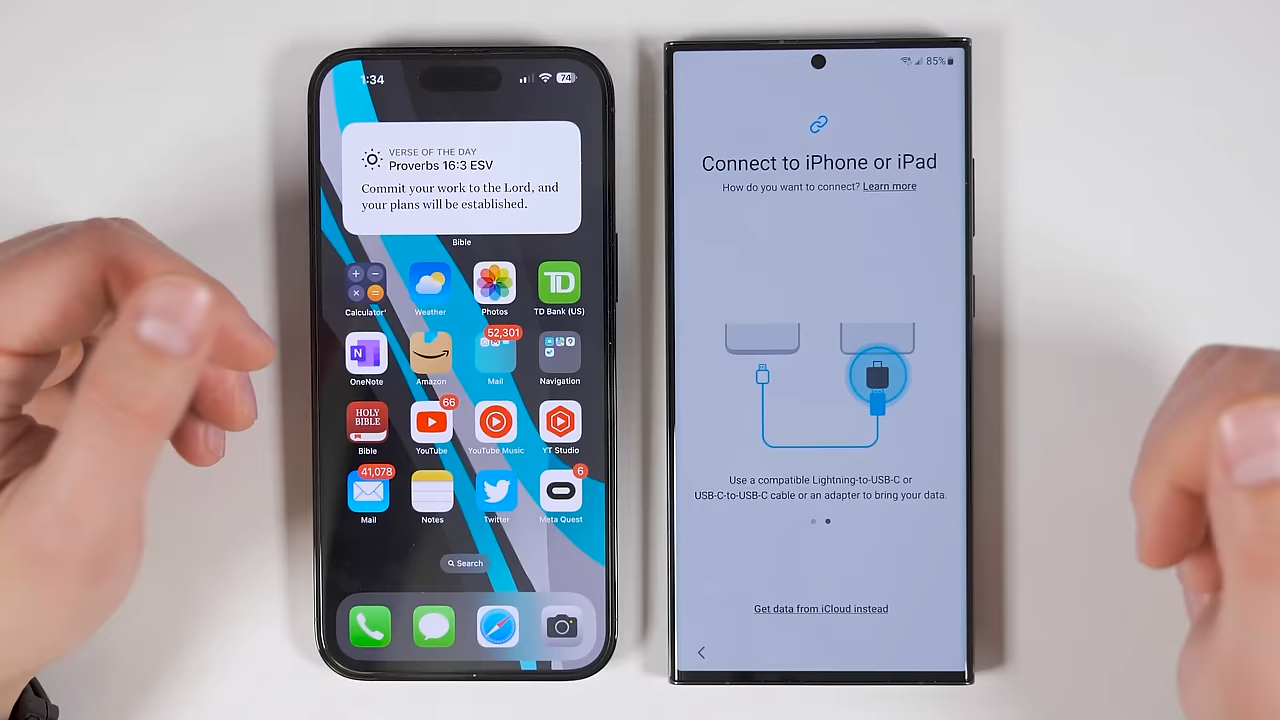 1:34
74
VERSE OF THE DAY
Proverbs 16:3 ESV
Commit your work to the Lord, and
your plans will be established.
Bible
Calculator'
Weather
Photos
TD
TD Bank (US)
N
OneNote
Amazon
52,301
Mail
Navigation
HOLY
BIBLE
Bible
66
YouTube
YouTube Music
YT Studio
41,078
Mail
Notes
Twitter
6
Meta Quest
Search
85%
Connect to iPhone or iPad
How do you want to connect? Learn more
Use a compatible Lightning-to-USB-C or
USB-C-to-USB-C cable or an adapter to bring your data.
Get data from iCloud instead